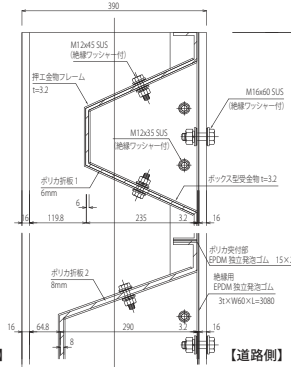 390
M12x45 SUS
(絶縁ワッシャー付)
押工金物フレーム
t=3.2
M16x60 SUS
(絶縁ワッシャー付)
M12x35 SUS
(絶縁ワッシャー付)
ポリカ折板 1
6mm
ボックス型受金物 t=3.2
6
16
119.8
235
3.2
16
ポリカ突付部
EPDM 独立発泡ゴム 15×
ポリカ折板 2
8mm
絶縁用
EPDM 独立発泡ゴム
3t×W60×L=3080
16
64.8
290
3.2
16
8
】
【道路側】